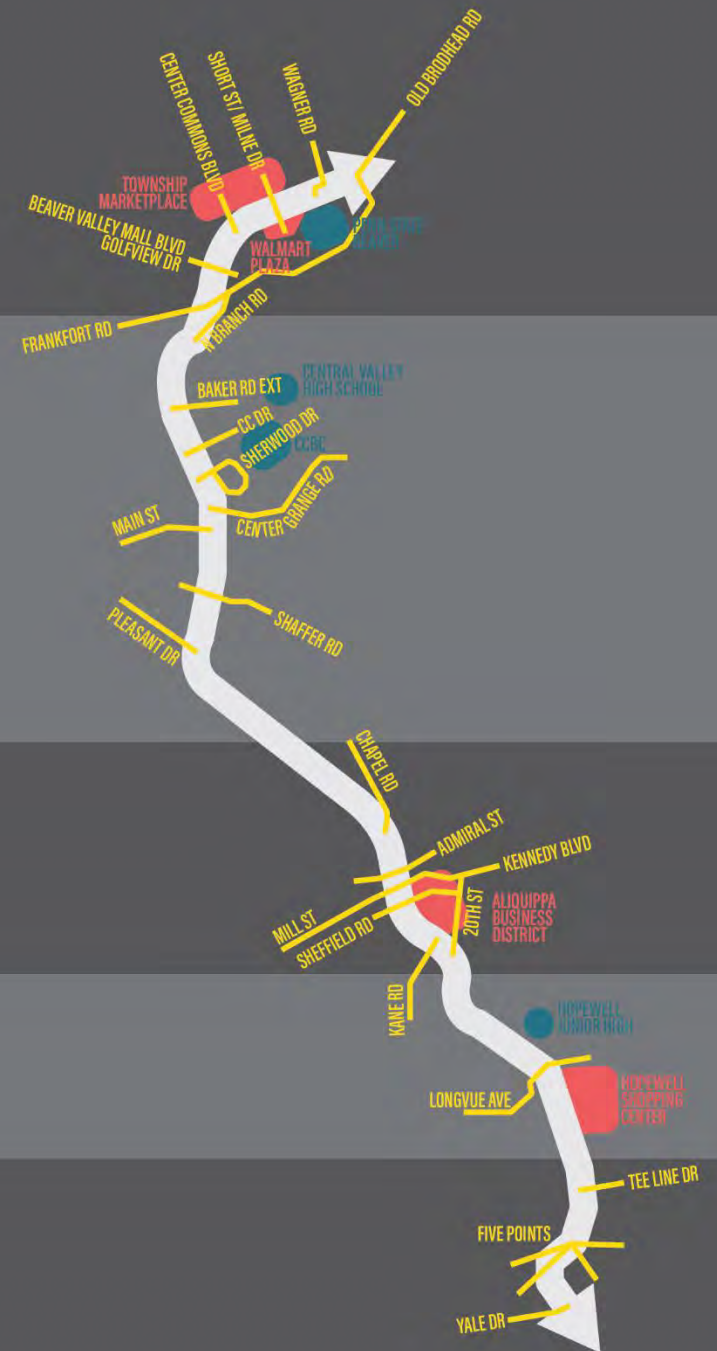 OLD BRODHEAD RD
WAGNER RD
SHORT ST/ MILNE DR
CENTER COMMONS BLVD
TOWNSHIP
MARKETPLACE
BEAVER VALLEY MALL BLVD
GOLFVIEW DR
WALMART
PLAZA
PENN STATE
FRANKFORT RD
N BRANCH RD
CENTRAL VALLEY
HIGH SCHOOL
BAKER RD EXT
CC DR
SHERWOOD DR
CCBC
CENTER GRANGE RD
MAIN ST
SHAFFER RD
PLEASANT DR
CHAPEL RD
ADMIRAL ST
KENNEDY BLVD
MILL ST
SHEFFIELD RD
20TH ST
ALIQUIPPA
BUSINESS
DISTRICT
KANE RD
HOPEWELL
JUNIOR HIGH
LONGVUE AVE
HOPEWELL
SHOPPING
CENTER
TEE LINE DR
FIVE POINTS
YALE DR